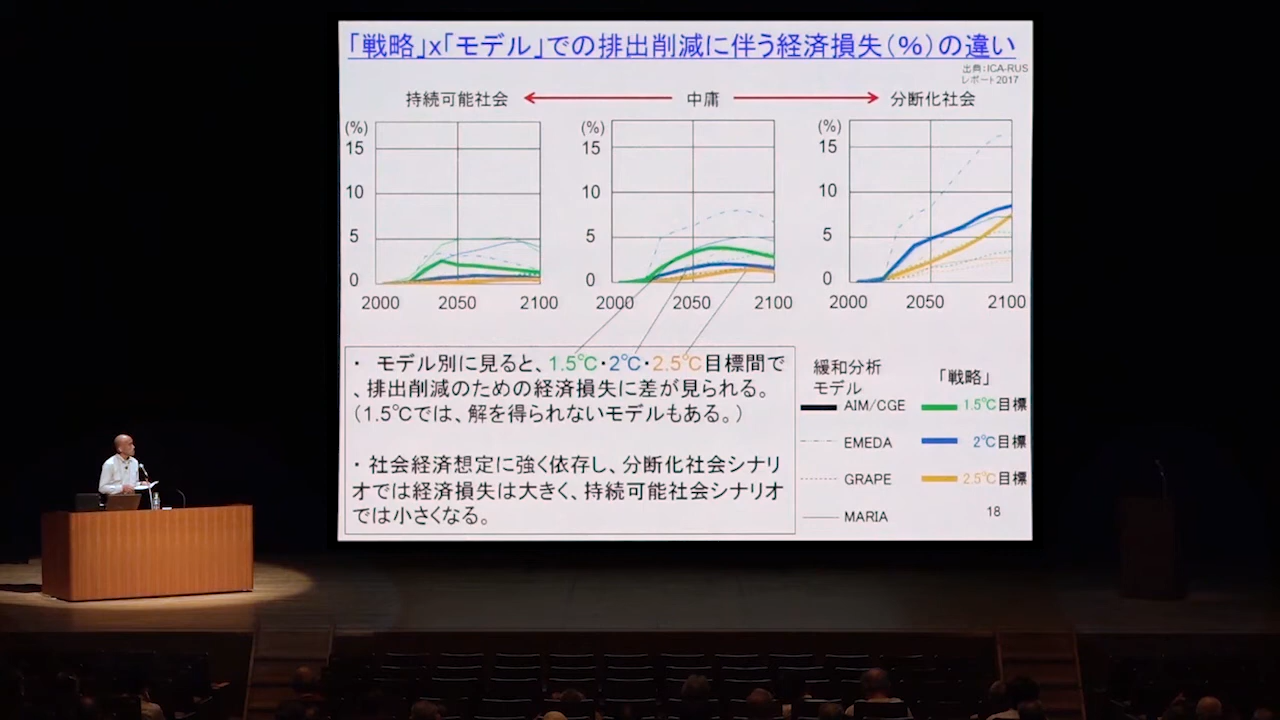 「戦略」x「モデル」での排出削減に伴う経済損失(%)の違い
出典:ICA-RUS
レポート2017
持続可能社会 中庸 分断化社会
(%) (%) (%)
15 15 15
10 10 10
5 5 5
0 0 0
2000 2050 2100 2000 2050 2100 2000 2050 2100
・ モデル別に見ると、1.5℃・2℃・2.5℃目標間で
、排出削減のための経済損失に差が見られる。
(1.5℃では、解を得られないモデルもある。)
・社会経済想定に強く依存し、分断化社会シナリ
オでは経済損失は大きく、持続可能社会シナリオ
では小さくなる。
緩和分析
モデル
「戦略」
AIM/CGE 1.5℃目標
EMEDA 2℃目標
GRAPE 2.5℃目標
MARIA
18